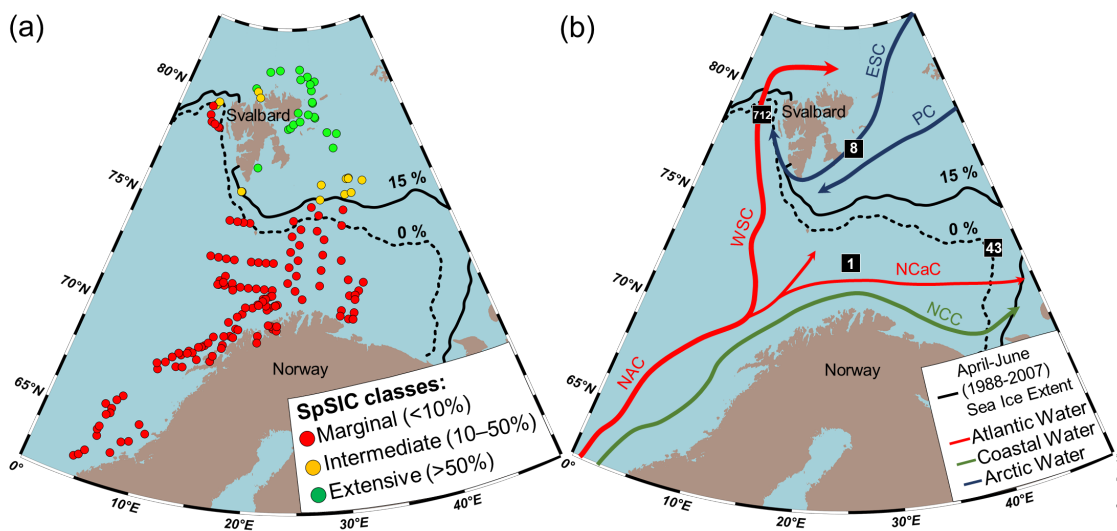 (a)
80°N
75°N
70°N
65°N
0°
10°E
20°E
30°E
40°E
Svalbard
15 %
0 %
Norway
SpSIC classes:
Marginal (<10%)
Intermediate (10–50%)
Extensive (>50%)
(b)
80°N
75°N
70°N
65°N
0°
10°E
20°E
30°E
40°E
ESC
PC
712
Svalbard
8
15 %
0 %
WSC
43
1
NCaC
NCC
NAC
Norway
April-June
(1988-2007)
Sea Ice Extent
Atlantic Water
Coastal Water
Arctic Water